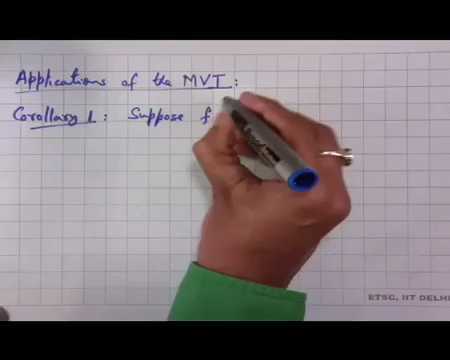 Applications of the MVT:
Corollary 1: Suppose f
ETSC, IIT DELHI